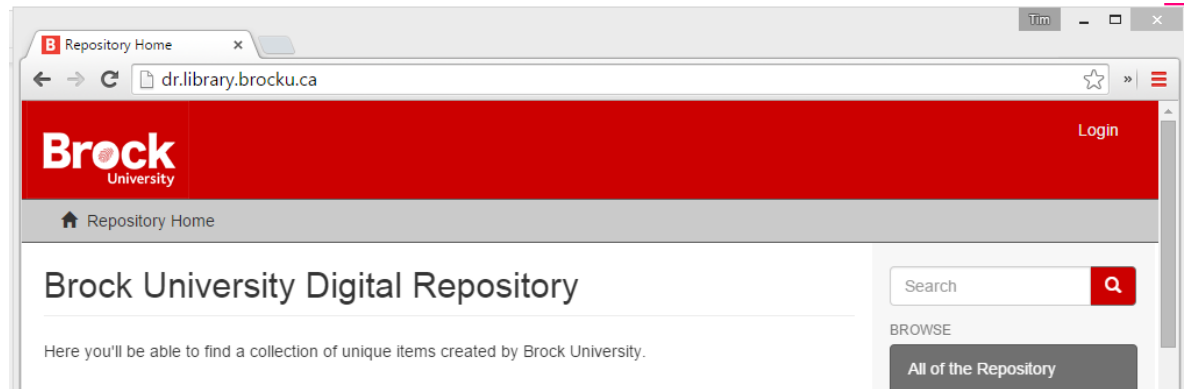 Tim
B Repository Home
dr.library.brocku.ca
»
Login
Brock
University
Repository Home
Brock University Digital Repository
Search
BROWSE
Here you'll be able to find a collection of unique items created by Brock University.
All of the Repository